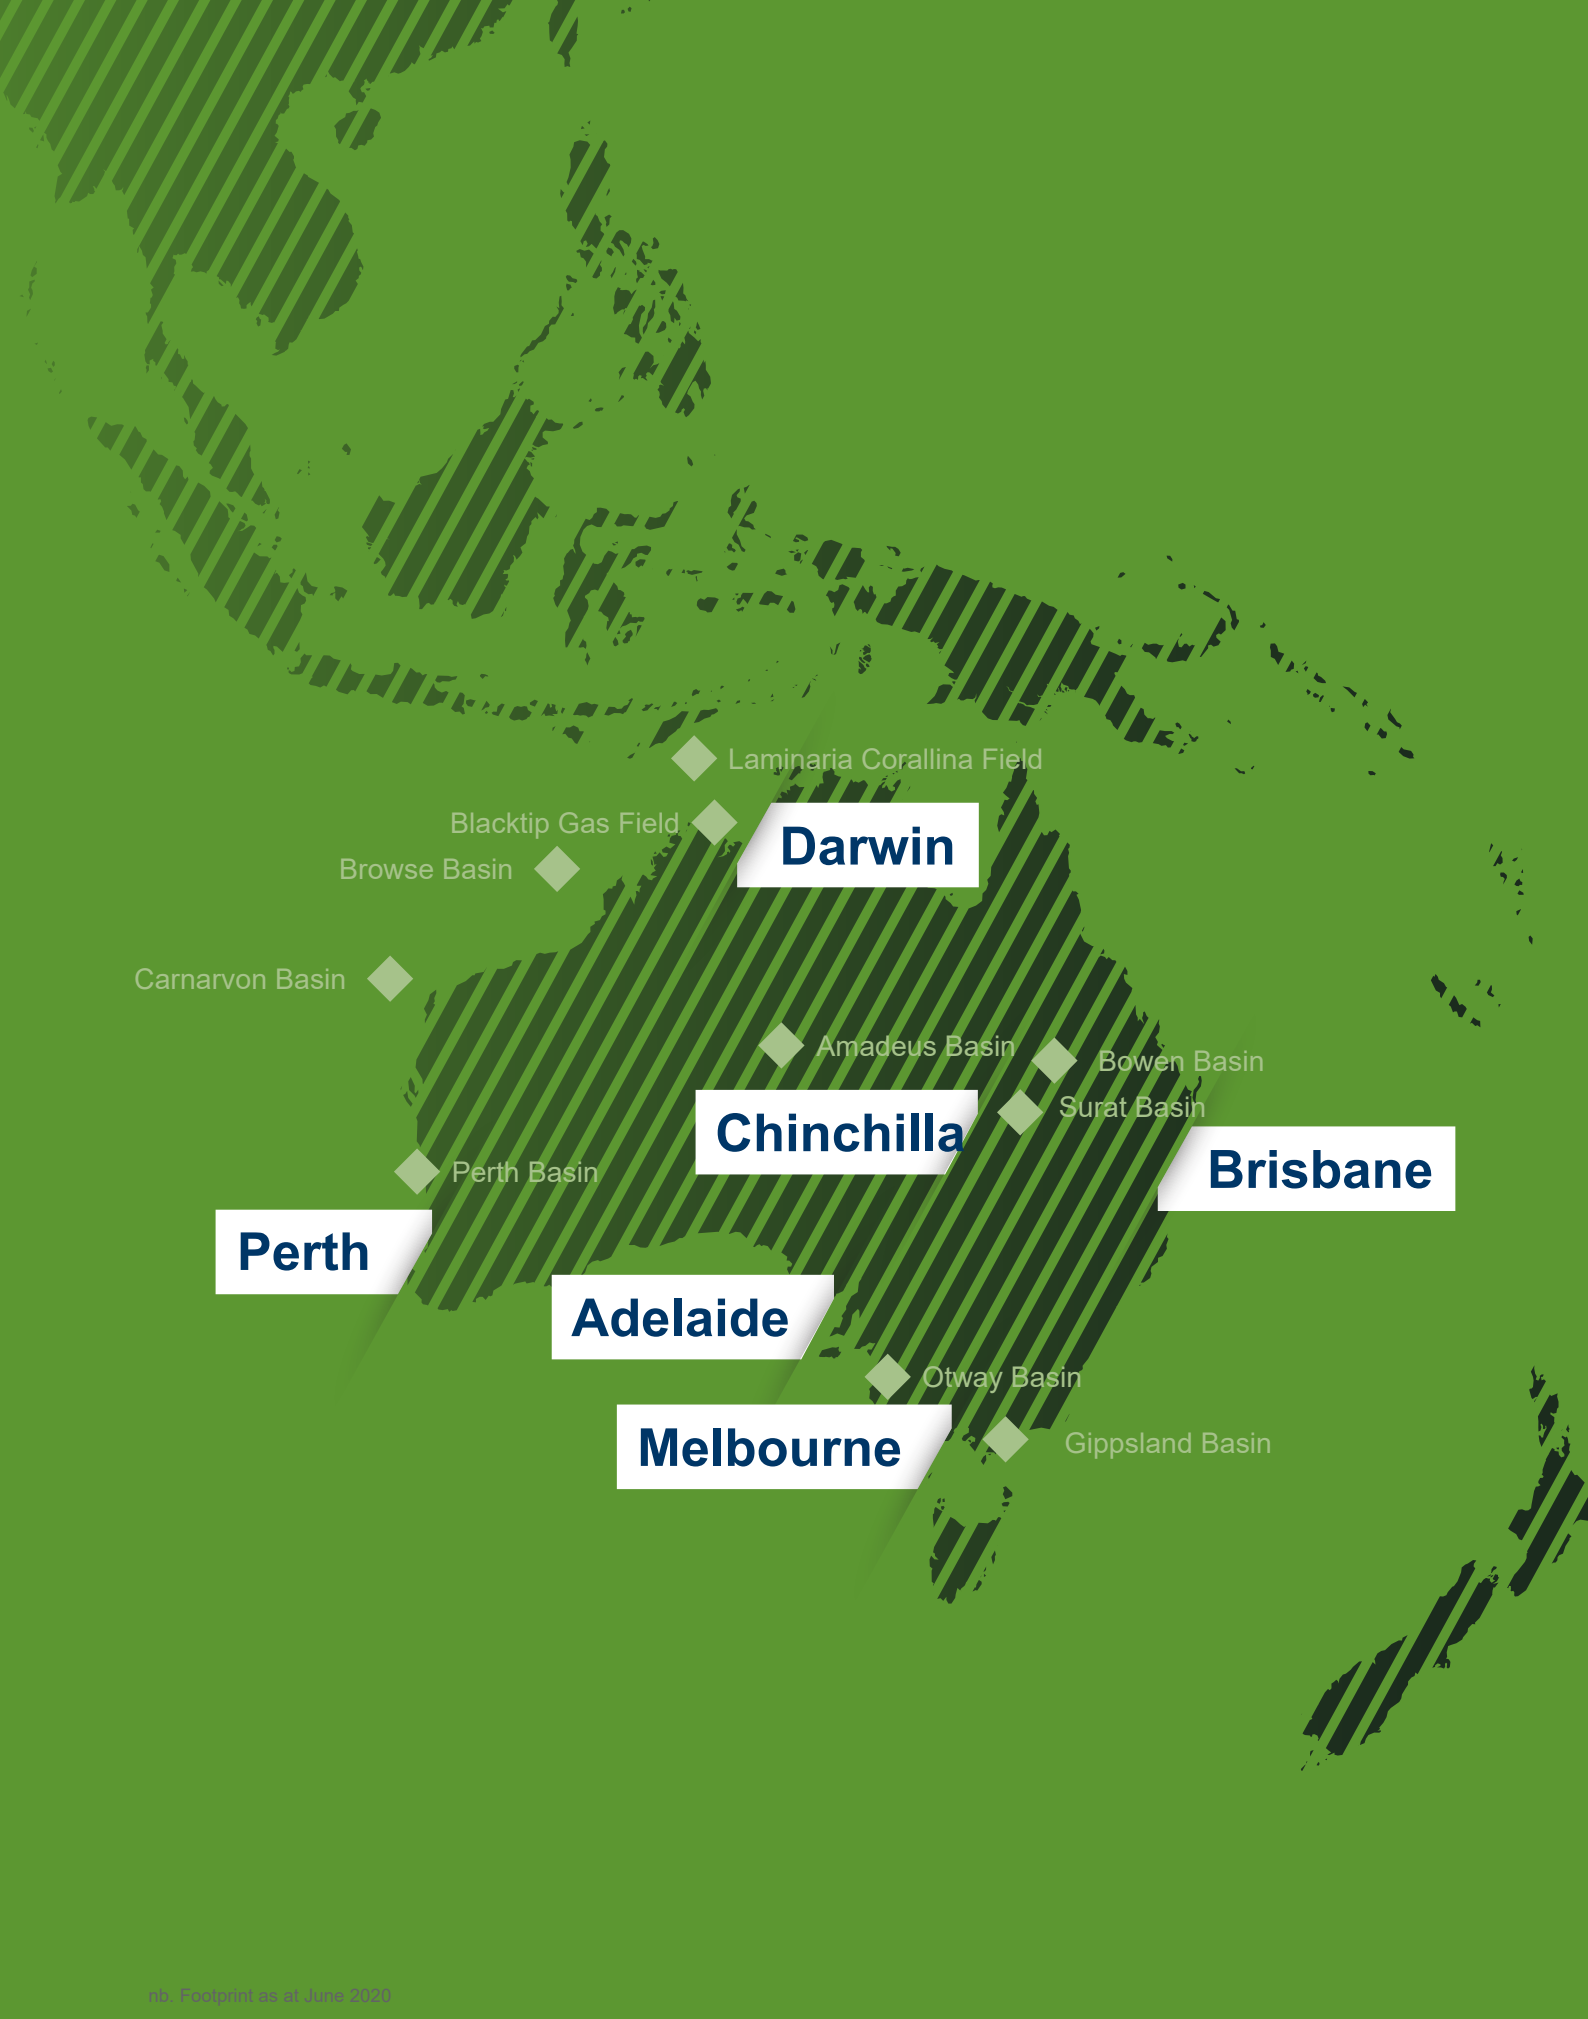 Laminaria Corallina Field
Blacktip Gas Field
Darwin
Browse Basin
Carnarvon Basin
Amadeus Basin
Bowen Basin
Surat Basin
Chinchilla
Brisbane
Perth Basin
Perth
Adelaide
Otway Basin
Melbourne
Gippsland Basin
nb. Footprint as at June 2020